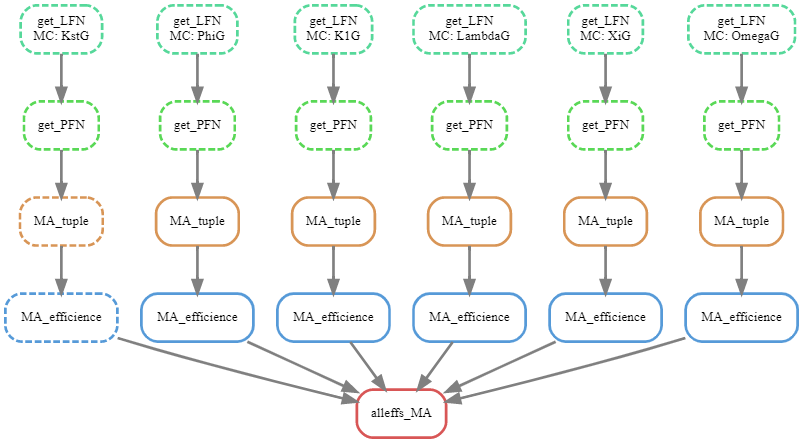 get_LFN
MC: KstG
get_LFN
MC: PhiG
get_LFN
MC: K1G
get_LFN
MC: LambdaG
get_LFN
MC: XiG
get_LFN
MC: OmegaG
get_PFN
get_PFN
get_PFN
get_PFN
get_PFN
get_PFN
MA_tuple
MA_tuple
MA_tuple
MA_tuple
MA_tuple
MA_tuple
MA_efficience
MA_efficience
MA_efficience
MA_efficience
MA_efficience
MA_efficience
alleffs_MA